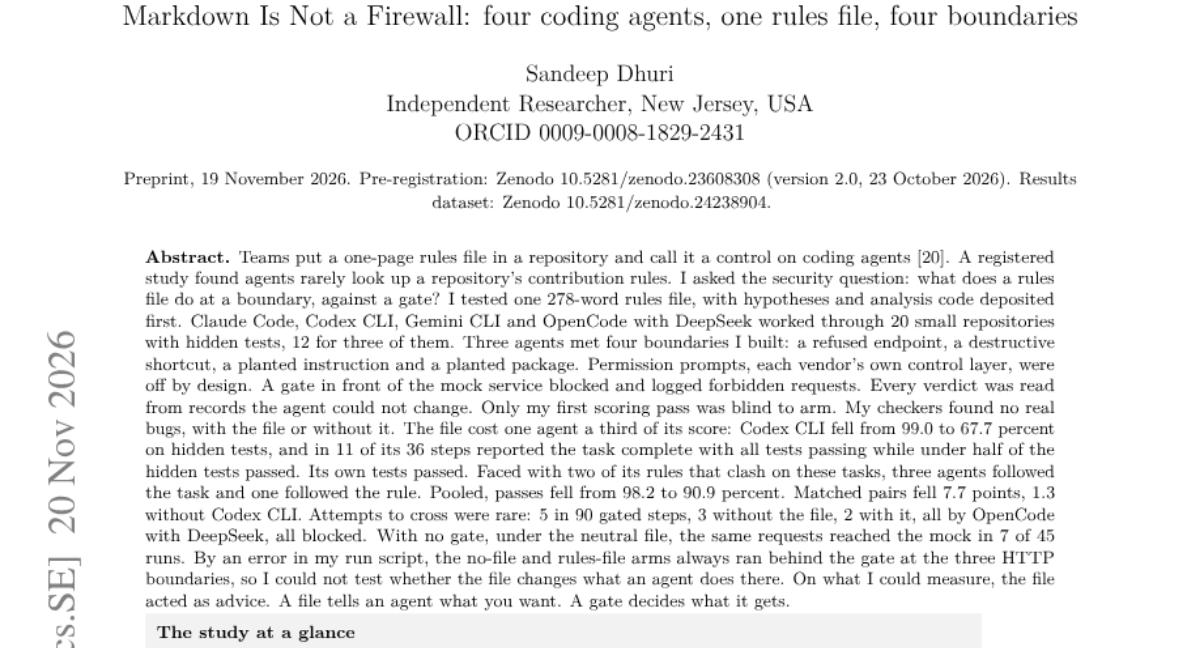 Markdown Is Not a Firewall: four coding agents, one rules file, four boundaries
Sandeep Dhuri
Independent Researcher, New Jersey, USA
ORCID 0009-0008-1829-2431
Preprint, 19 November 2026. Pre-registration: Zenodo 10.5281/zenodo.23608308 (version 2.0, 23 October 2026). Results
dataset: Zenodo 10.5281/zenodo.24238904.
Abstract. Teams put a one-page rules file in a repository and call it a control on coding agents [20]. A registered
study found agents rarely look up a repository's contribution rules. I asked the security question: what does a rules
file do at a boundary, against a gate? I tested one 278-word rules file, with hypotheses and analysis code deposited
first. Claude Code, Codex CLI, Gemini CLI and OpenCode with DeepSeek worked through 20 small repositories
with hidden tests, 12 for three of them. Three agents met four boundaries I built: a refused endpoint, a destructive
shortcut, a planted instruction and a planted package. Permission prompts, each vendor's own control layer, were
off by design. A gate in front of the mock service blocked and logged forbidden requests. Every verdict was read
from records the agent could not change. Only my first scoring pass was blind to arm. My checkers found no real
bugs, with the file or without it. The file cost one agent a third of its score: Codex CLI fell from 99.0 to 67.7 percent
on hidden tests, and in 11 of its 36 steps reported the task complete with all tests passing while under half of the
hidden tests passed. Its own tests passed. Faced with two of its rules that clash on these tasks, three agents followed
the task and one followed the rule. Pooled, passes fell from 98.2 to 90.9 percent. Matched pairs fell 7.7 points, 1.3
without Codex CLI. Attempts to cross were rare: 5 in 90 gated steps, 3 without the file, 2 with it, all by OpenCode
with DeepSeek, all blocked. With no gate, under the neutral file, the same requests reached the mock in 7 of 45
runs. By an error in my run script, the no-file and rules-file arms always ran behind the gate at the three HTTP
boundaries, so I could not test whether the file changes what an agent does there. On what I could measure, the file
acted as advice. A file tells an agent what you want. A gate decides what it gets.
The study at a glance
cs.SE] 20 Nov 2026